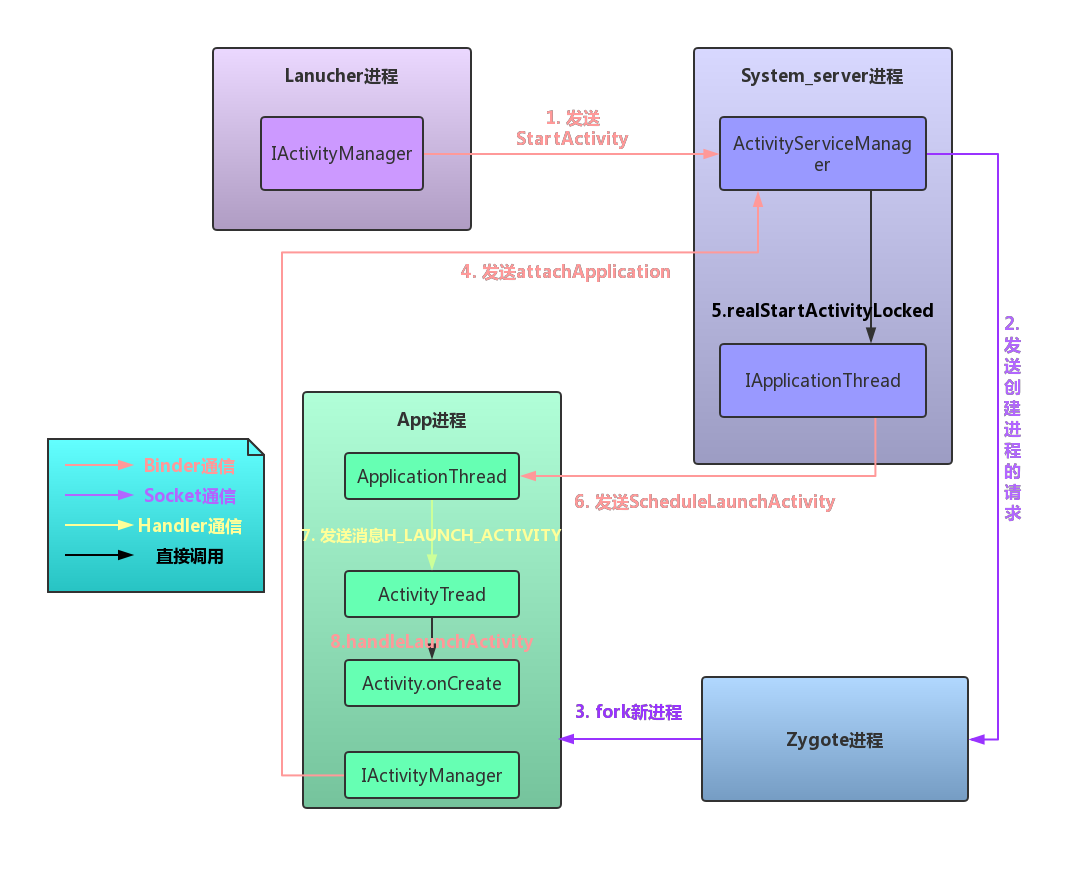 Lanucher进程
System_server进程
IActivityManager
1. 发送
StartActivity
ActivityServiceManag
er
4. 发送attachApplication
5.realStartActivityLocked
2.
发
送
创
建
进
程
的
请
求
IApplicationThread
App进程
ApplicationThread
6. 发送ScheduleLaunchActivity
Binder通信
Socket通信
Handler通信
直接调用
7. 发送消息H_LAUNCH_ACTIVITY
ActivityTread
8.handleLaunchActivity
Activity.onCreate
3. fork新进程
Zygote进程
IActivityManager